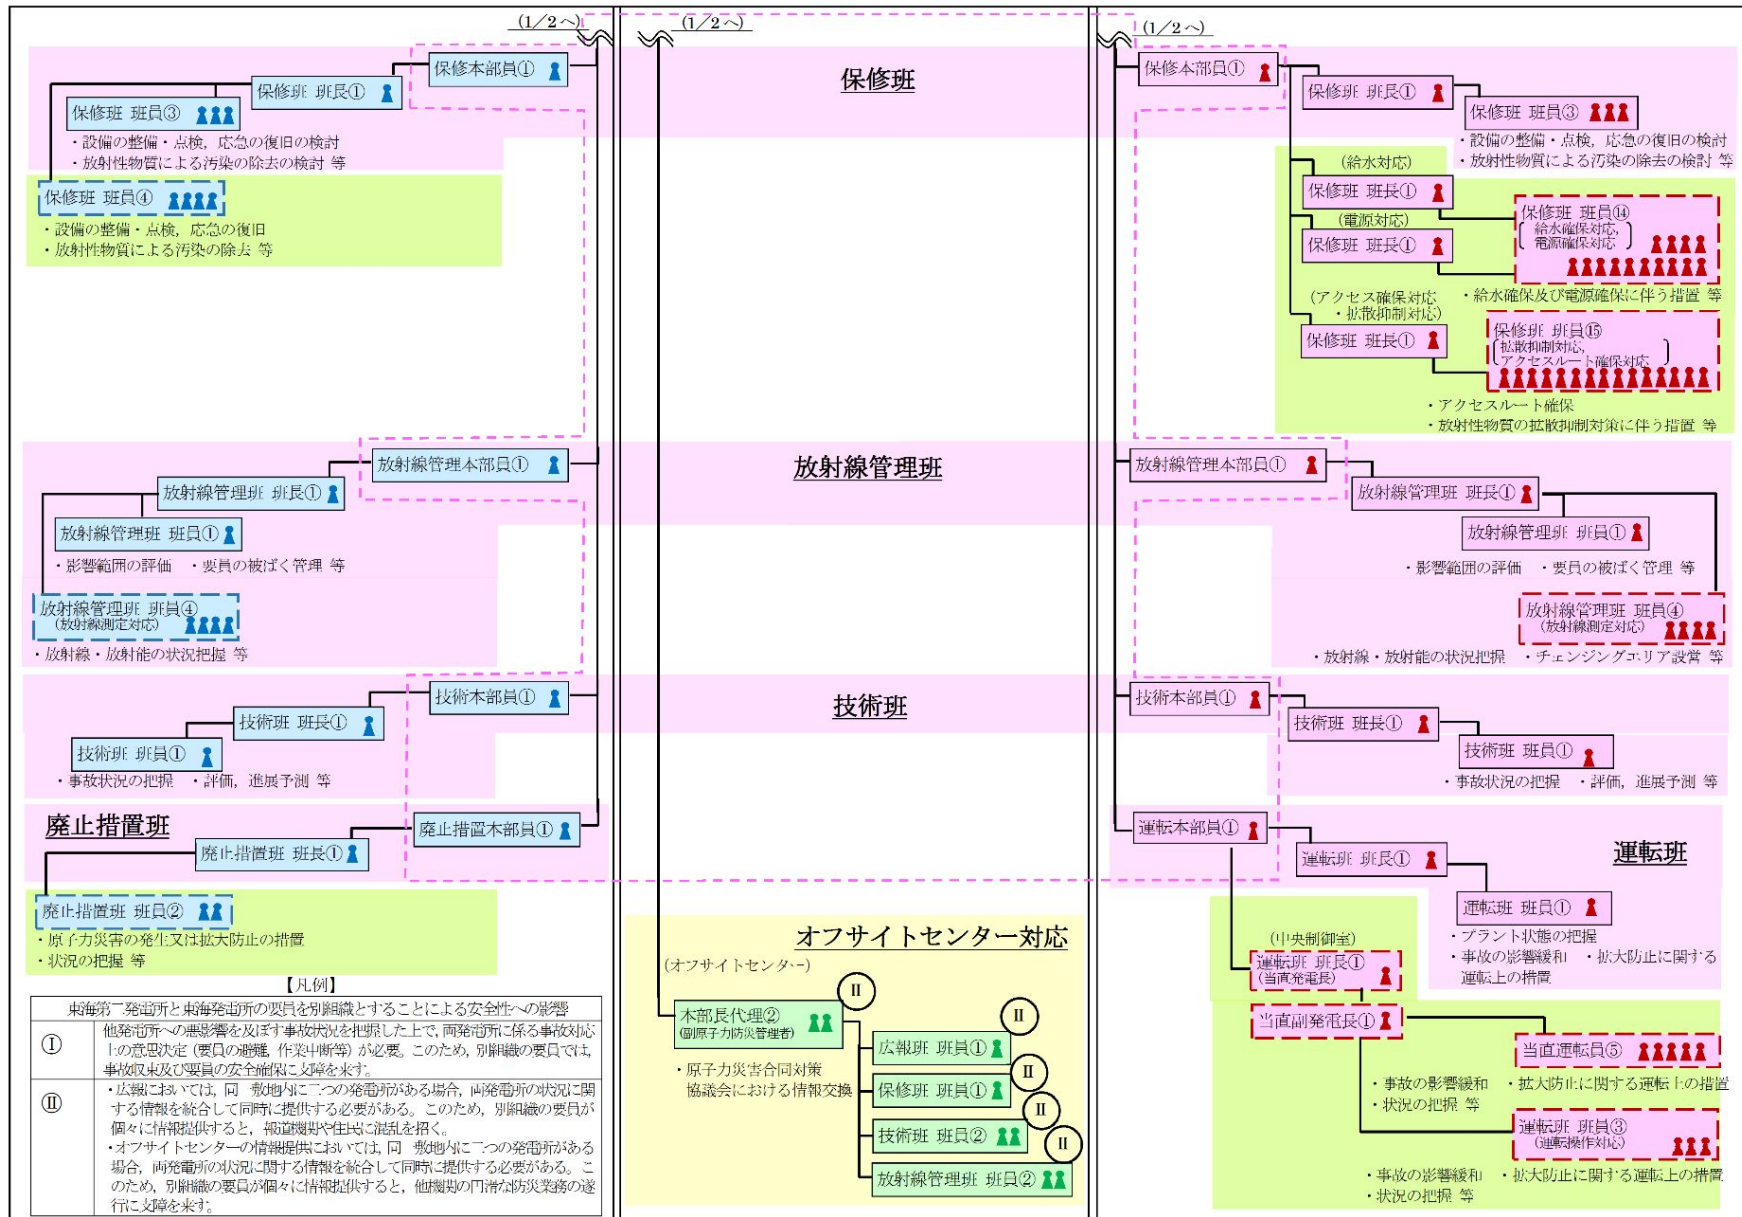 (1/2へ)
(1/2へ)
(1/2へ)
保修班
保修本部員①
保修班 班長①
保修班 班員③
・設備の整備・点検，応急の復旧の検討
・放射性物質による汚染の除去の検討 等
保修班 班員④
・設備の整備・点検，応急の復旧
・放射性物質による汚染の除去 等
保修本部員①
保修班 班長①
保修班 班員③
・設備の整備・点検，応急の復旧の検討
・放射性物質による汚染の除去の検討 等
(給水対応)
保修班 班長①
(電源対応)
保修班 班長①
保修班 班員⑭
給水確保対応,
電源確保対応
・給水確保及び電源確保に伴う措置 等
(アクセス確保対応
・拡散抑制対応)
保修班 班長①
保修班 班員⑮
拡散抑制対応,
アクセスルート確保対応
・アクセスルート確保
・放射性物質の拡散抑制対策に伴う措置 等
放射線管理班
放射線管理本部員①
放射線管理班 班長①
放射線管理班 班員①
・影響範囲の評価 ・要員の被ばく管理 等
放射線管理班 班員④
(放射線測定対応)
・放射線・放射能の状況把握 等
放射線管理本部員①
放射線管理班 班長①
放射線管理班 班員①
・影響範囲の評価 ・要員の被ばく管理 等
放射線管理班 班員④
(放射線測定対応)
・放射線・放射能の状況把握 ・チェンジングエリア設営 等
技術班
技術本部員①
技術班 班長①
技術班 班員①
・事故状況の把握 ・評価，進展予測 等
技術本部員①
技術班 班長①
技術班 班員①
・事故状況の把握 ・評価，進展予測 等
廃止措置班
廃止措置本部員①
廃止措置班 班長①
廃止措置班 班員②
・原子力災害の発生又は拡大防止の措置
・状況の把握 等
運転班
運転本部員①
運転班 班長①
運転班 班員①
・プラント状態の把握
・事故の影響緩和 ・拡大防止に関する
運転上の措置
(中央制御室)
運転班 班長①
(当直発電長)
当直副発電長①
当直運転員⑤
・事故の影響緩和 ・拡大防止に関する運転上の措置
・状況の把握 等
運転班 班員③
(運転操作対応)
・事故の影響緩和 ・拡大防止に関する運転上の措置
・状況の把握 等
オフサイトセンター対応
(オフサイトセンター)
本部長代理②
(副原子力防災管理者)
Ⅱ
・原子力災害合同対策
協議会における情報交換
広報班 班員①
Ⅱ
保修班 班員①
Ⅱ
技術班 班員②
Ⅱ
放射線管理班 班員②
Ⅱ
【凡例】
東海第二発電所と東海発電所の要員を別組織とすることによる安全性への影響
Ⅰ
他発電所への悪影響を及ぼす事故状況を把握した上で，両発電所に係る事故対応
上の意思決定（要員の避難，作業中断等）が必要。このため，別組織の要員では，
事故収束及び要員の安全確保に支障を来す。
Ⅱ
・広報においては，同一敷地内に二つの発電所がある場合，両発電所の状況に関
する情報を統合して同時に提供する必要がある。このため，別組織の要員が
個々に情報提供すると，報道機関や住民に混乱を招く。
・オフサイトセンターの情報提供においては，同一敷地内に二つの発電所がある
場合，両発電所の状況に関する情報を統合して同時に提供する必要がある。こ
のため，別組織の要員が個々に情報提供すると，他機関の円滑な防災業務の遂
行に支障を来す。